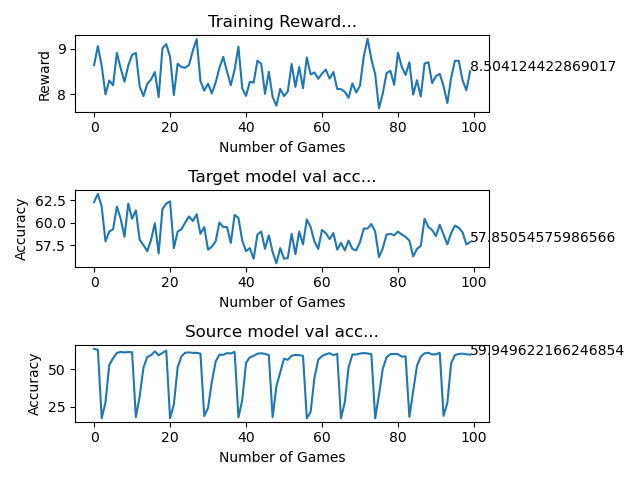 Training Reward...
9
8.504124422869017
Reward
8
0 20 40 60 80 100
Number of Games
Target model val acc...
62.5
60.0
57.85054575986566
57.5
Accuracy
0 20 40 60 80 100
Number of Games
Source model val acc...
59.949622166246854
50
25
Accuracy
0 20 40 60 80 100
Number of Games